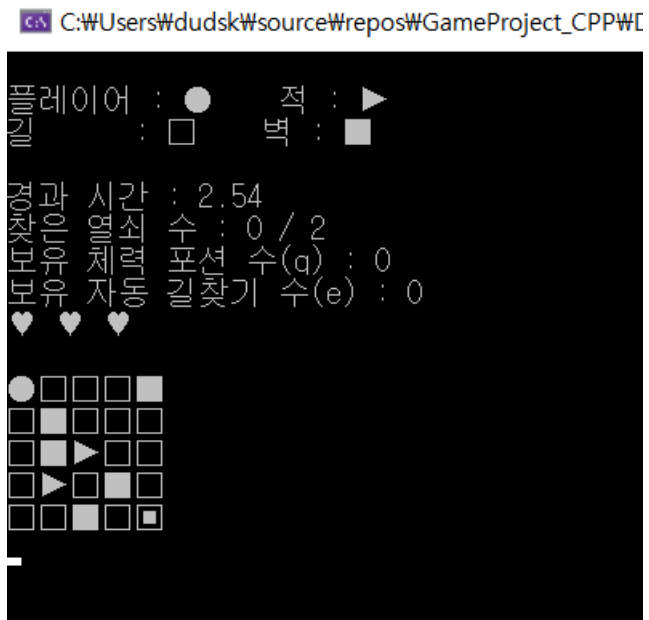 C:\Users\dudsk\source\repos\GameProject_CPP\D
플레이어 : ● 적 : ▶
길 : □ 벽 : ■
경과 시간 : 2.54
찾은 열쇠 수 : 0 / 2
보유 체력 포션 수(q) : 0
보유 자동 길찾기 수(e) : 0
♥ ♥ ♥
●□□□■
□■□□□
□■▶□□
□▶□■□
□□■□▣